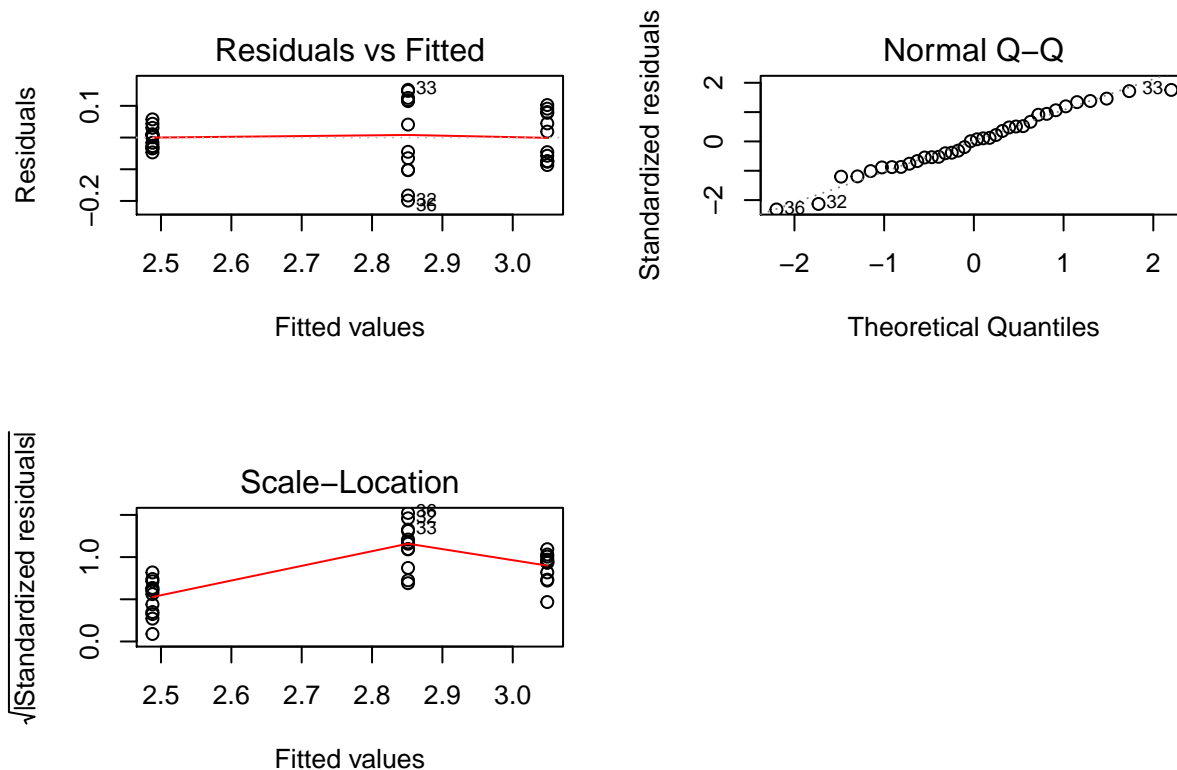 Residuals vs Fitted
Residuals
0.1
−0.2
33
32
36
2.5 2.6 2.7 2.8 2.9 3.0
Fitted values
Normal Q−Q
Standardized residuals
2
0
−2
36
32
33
−2 −1 0 1 2
Theoretical Quantiles
Scale−Location
√|Standardized residuals|
1.0
0.0
36
32
33
2.5 2.6 2.7 2.8 2.9 3.0
Fitted values